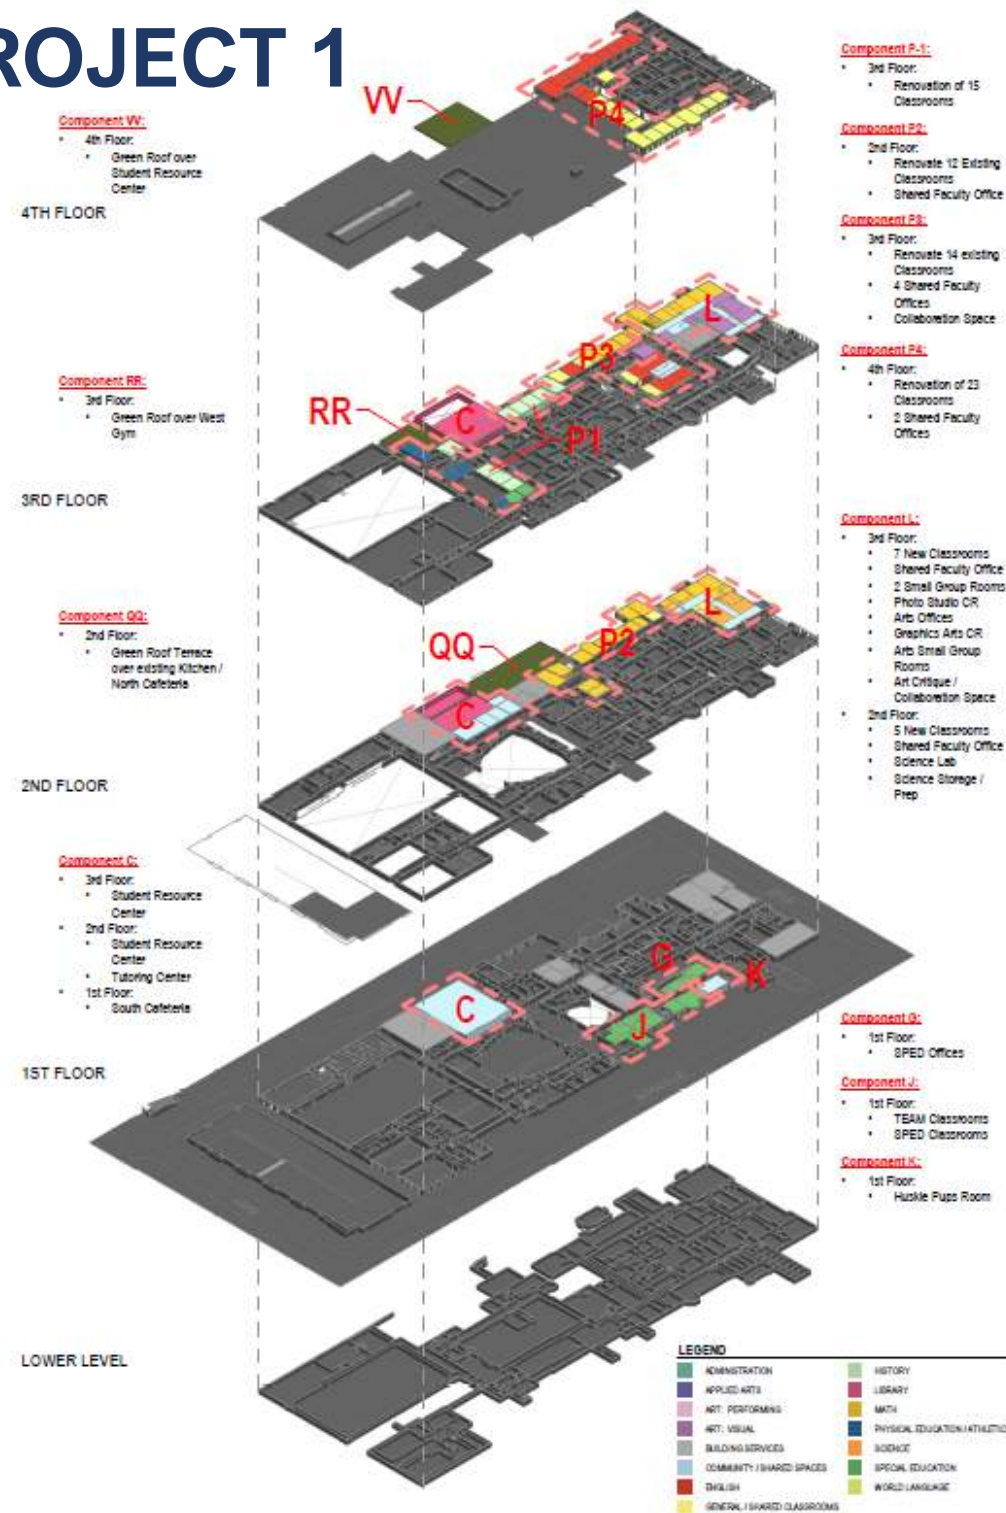 ROJECT 1
Component VV:
• 4th Floor:
• Green Roof over
Student Resource
Center
4TH FLOOR
VV
P4
Component P-1:
• 3rd Floor:
• Renovation of 15
Classrooms
Component P2:
• 2nd Floor:
• Renovate 12 Existing
Classrooms
• Shared Faculty Office
Component P3:
• 3rd Floor:
• Renovate 14 existing
Classrooms
• 4 Shared Faculty
Offices
• Collaboration Space
Component P4:
• 4th Floor:
• Renovation of 23
Classrooms
• 2 Shared Faculty
Offices
Component RR:
• 3rd Floor:
• Green Roof over West
Gym
3RD FLOOR
L
P3
RR
C
P1
Component L:
• 3rd Floor:
• 7 New Classrooms
• Shared Faculty Office
• 2 Small Group Rooms
• Photo Studio CR
• Arts Offices
• Graphics Arts CR
• Arts Small Group
Rooms
• Art Critique /
Collaboration Space
• 2nd Floor:
• 5 New Classrooms
• Shared Faculty Office
• Science Lab
• Science Storage /
Prep
Component QQ:
• 2nd Floor:
• Green Roof Terrace
over existing Kitchen /
North Cafeteria
2ND FLOOR
L
P2
QQ
C
Component C:
• 3rd Floor:
• Student Resource
Center
• 2nd Floor:
• Student Resource
Center
• Tutoring Center
• 1st Floor:
• South Cafeteria
1ST FLOOR
G
K
C
J
Component G:
• 1st Floor:
• SPED Offices
Component J:
• 1st Floor:
• TEAM Classrooms
• SPED Classrooms
Component K:
• 1st Floor:
• Huskie Pups Room
LOWER LEVEL
LEGEND
ADMINISTRATION
APPLIED ARTS
ART: PERFORMING
ART: VISUAL
BUILDING SERVICES
COMMUNITY / SHARED SPACES
ENGLISH
GENERAL / SHARED CLASSROOMS
HISTORY
LIBRARY
MATH
PHYSICAL EDUCATION / ATHLETIC
SCIENCE
SPECIAL EDUCATION
WORLD LANGUAGE